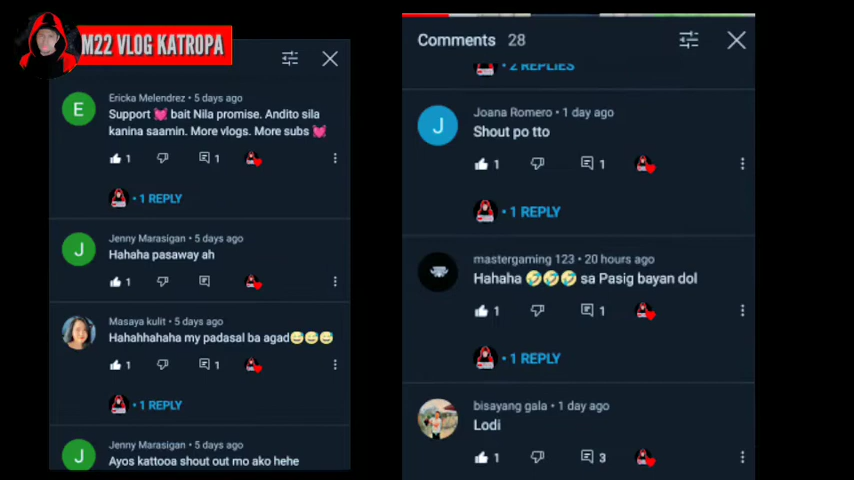 M22 VLOG KATROPA
E
Ericka Melendrez • 5 days ago
Support 💓 bait Nila promise. Andito sila
kanina saamin. More vlogs. More subs 💓
1 1
• 1 REPLY
J
Jenny Marasigan • 5 days ago
Hahaha pasaway ah
1
Masaya kulit • 5 days ago
Hahahhahaha my padasal ba agad😅😅😅
1 1
• 1 REPLY
J
Jenny Marasigan • 5 days ago
Ayos kattooa shout out mo ako hehe
Comments 28
• 2 REPLIES
J
Joana Romero • 1 day ago
Shout po tto
1 1
• 1 REPLY
mastergaming 123 • 20 hours ago
Hahaha 🤣🤣🤣 sa Pasig bayan dol
1 1
• 1 REPLY
bisayang gala • 1 day ago
Lodi
1 3